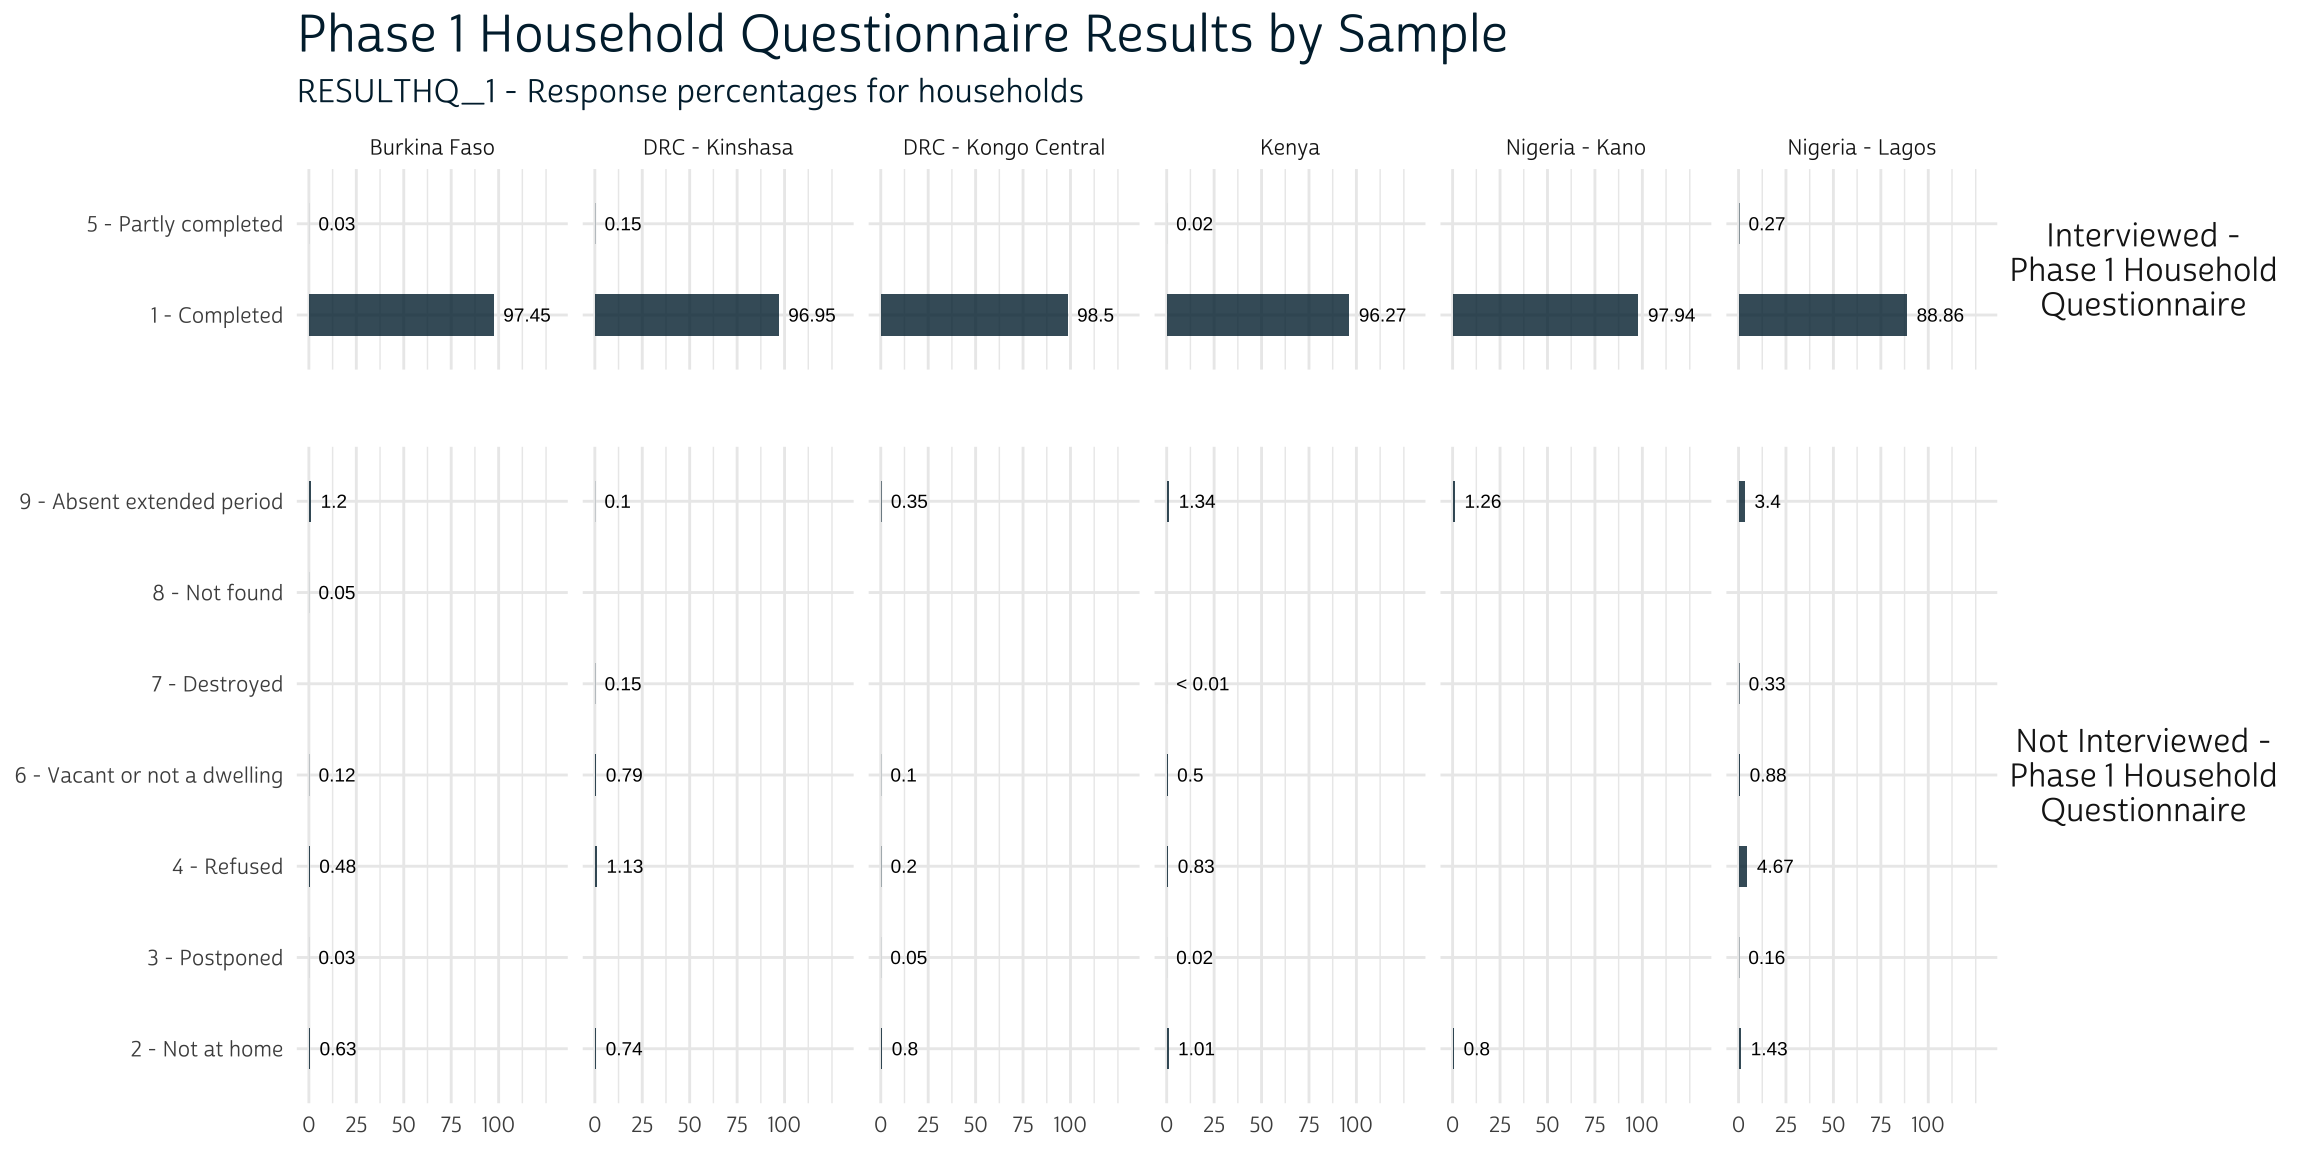 Phase 1 Household Questionnaire Results by Sample
RESULTHQ_1 - Response percentages for households
Burkina Faso DRC - Kinshasa DRC - Kongo Central Kenya Nigeria - Kano Nigeria - Lagos
5 - Partly completed 0.03 0.15 0.02 0.27
1 - Completed 97.45 96.95 98.5 96.27 97.94 88.86
Interviewed -
Phase 1 Household
Questionnaire
9 - Absent extended period 1.2 0.1 0.35 1.34 1.26 3.4
8 - Not found 0.05
7 - Destroyed 0.15 < 0.01 0.33
6 - Vacant or not a dwelling 0.12 0.79 0.1 0.5 0.88
4 - Refused 0.48 1.13 0.2 0.83 4.67
3 - Postponed 0.03 0.05 0.02 0.16
2 - Not at home 0.63 0.74 0.8 1.01 0.8 1.43
Not Interviewed -
Phase 1 Household
Questionnaire
0 25 50 75 100 0 25 50 75 100 0 25 50 75 100 0 25 50 75 100 0 25 50 75 100 0 25 50 75 100